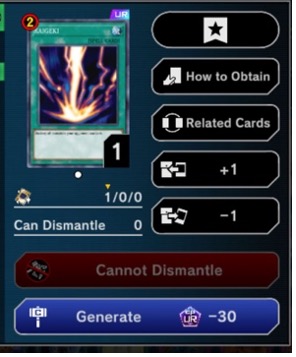 2
UR
RAIGEKI
1
How to Obtain
Related Cards
1/0/0
+1
Can Dismantle 0
-1
Cannot Dismantle
Generate CP UR -30